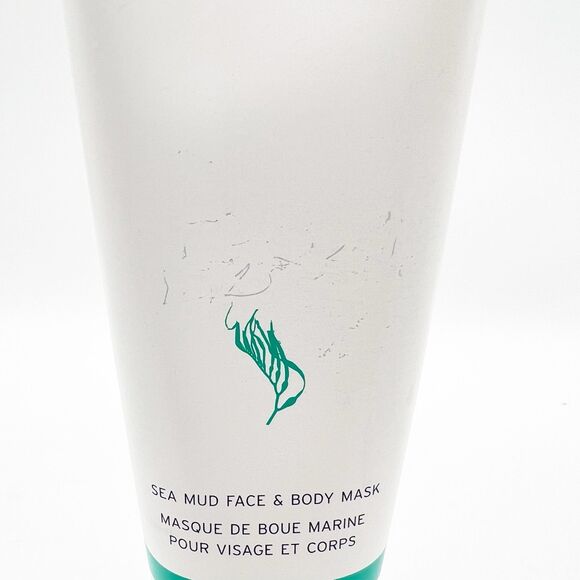 SEA MUD FACE & BODY MASK
MASQUE DE BOUE MARINE
POUR VISAGE ET CORPS